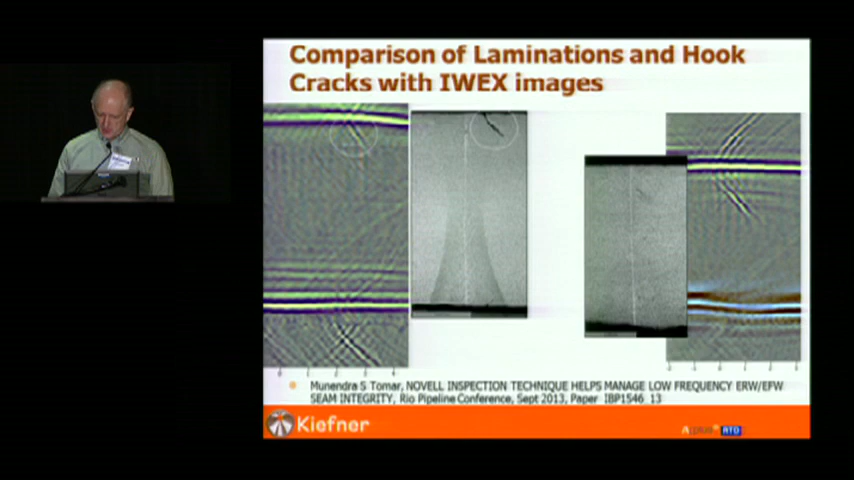 Comparison of Laminations and Hook
Cracks with IWEX images
Munendra S Tomar, NOVELL INSPECTION TECHNIQUE HELPS MANAGE LOW FREQUENCY ERW/EFW
SEAM INTEGRITY, Rio Pipeline Conference, Sept 2013, Paper IBP1546_13
Kiefner
RTD